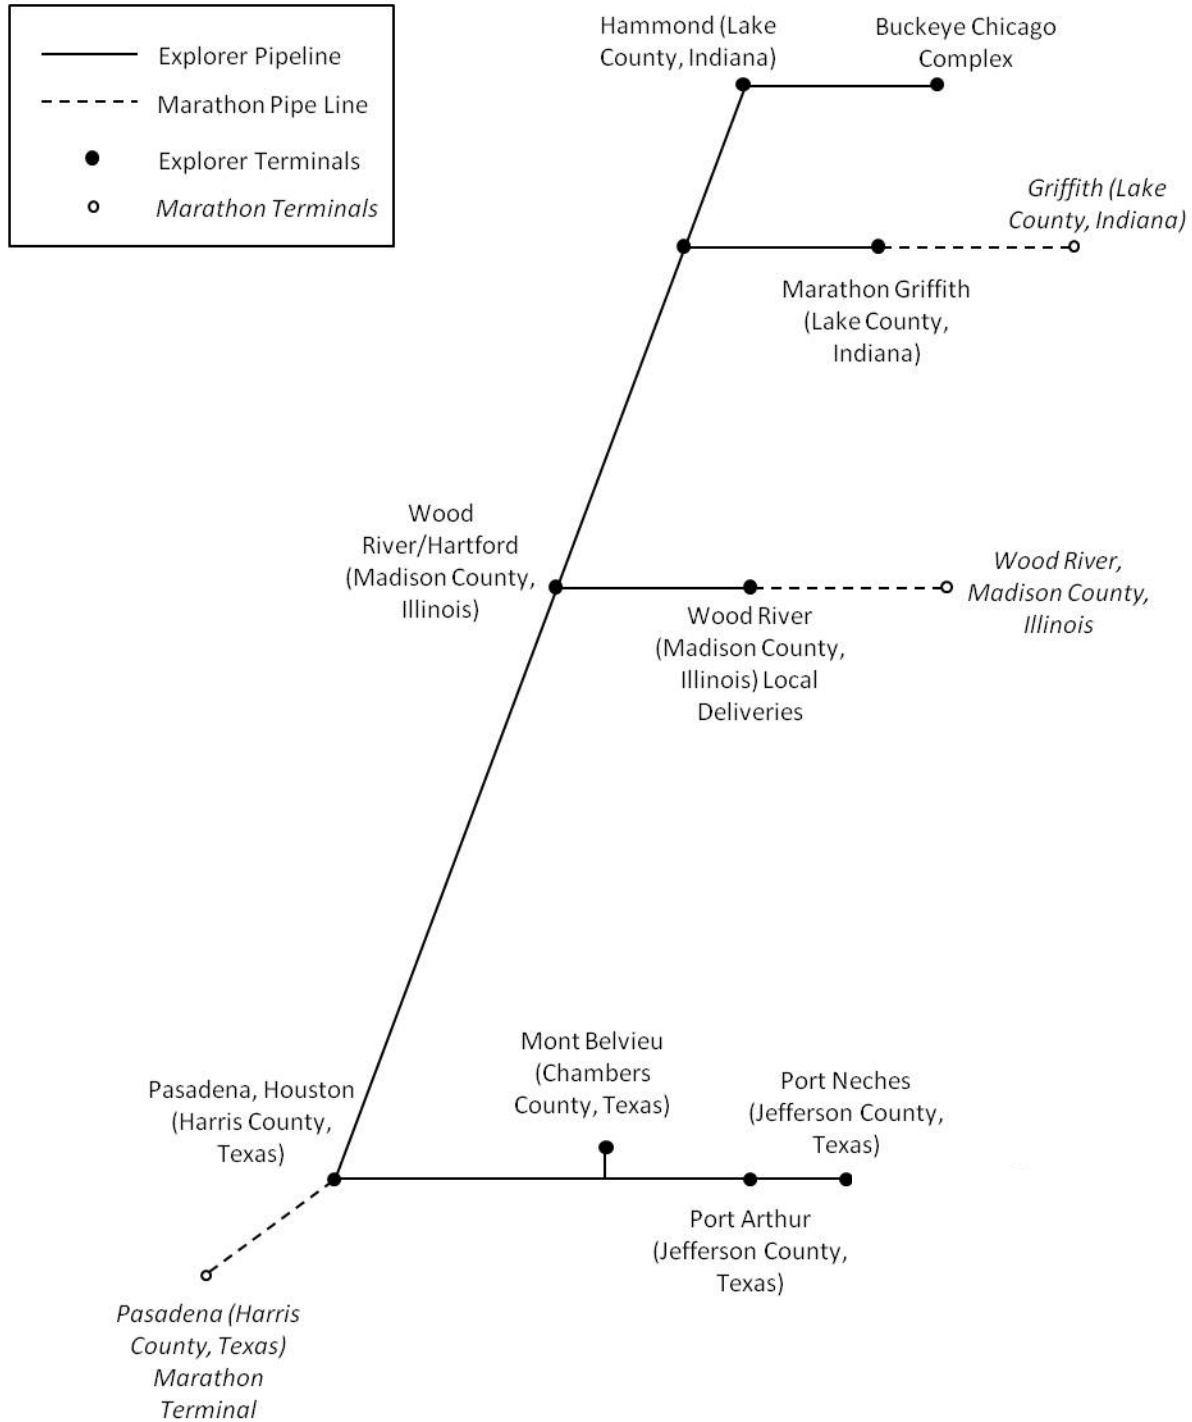 Explorer Pipeline
Marathon Pipe Line
Explorer Terminals
Marathon Terminals
Hammond (Lake
County, Indiana)
Buckeye Chicago
Complex
Griffith (Lake
County, Indiana)
Marathon Griffith
(Lake County,
Indiana)
Wood
River/Hartford
(Madison County,
Illinois)
Wood River
(Madison County,
Illinois) Local
Deliveries
Wood River,
Madison County,
Illinois
Pasadena, Houston
(Harris County,
Texas)
Mont Belvieu
(Chambers
County, Texas)
Port Neches
(Jefferson County,
Texas)
Port Arthur
(Jefferson County,
Texas)
Pasadena (Harris
County, Texas)
Marathon
Terminal